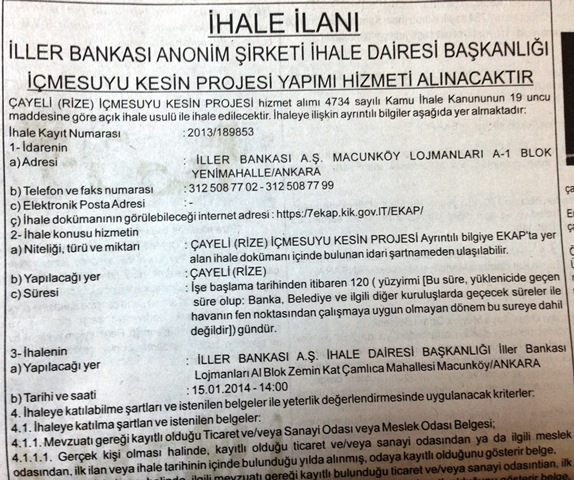 İHALE İLANI
İLLER BANKASI ANONİM ŞİRKETİ İHALE DAİRESİ BAŞKANLIĞI
İÇMESUYU KESİN PROJESİ YAPIMI HİZMETİ ALINACAKTIR
ÇAYELİ (RİZE) İÇMESUYU KESİN PROJESİ hizmet alımı 4734 sayılı Kamu İhale Kanununun 19 uncu
maddesine göre açık ihale usulü ile ihale edilecektir. İhaleye ilişkin ayrıntılı bilgiler aşağıda yer almaktadır:
İhale Kayıt Numarası : 2013/189853
1- İdarenin
a) Adresi : İLLER BANKASI A.Ş. MACUNKÖY LOJMANLARI A-1 BLOK
YENİMAHALLE/ANKARA
b) Telefon ve faks numarası : 312 508 77 02 - 312 508 77 99
c) Elektronik Posta Adresi : -
ç) İhale dokümanının görülebileceği internet adresi : https:/7ekap.kik.gov.IT/EKAP/
2- İhale konusu hizmetin
a) Niteliği, türü ve miktarı : ÇAYELİ (RİZE) İÇMESUYU KESİN PROJESİ Ayrıntılı bilgiye EKAP'ta yer
alan ihale dokümanı içinde bulunan idari şartnameden ulaşılabilir.
b) Yapılacağı yer : ÇAYELİ (RİZE)
c) Süresi : İşe başlama tarihinden itibaren 120 ( yüzyirmi [Bu süre, yüklenicide geçen
süre olup: Banka, Belediye ve ilgili diğer kuruluşlarda geçecek süreler ile
havanın fen noktasından çalışmaya uygun olmayan dönem bu sureye dahil
değildir]) gündür.
3- İhalenin
a) Yapılacağı yer : İLLER BANKASI A.Ş. İHALE DAİRESİ BAŞKANLIĞI İller Bankası
Lojmanları Al Blok Zemin Kat Çamlıca Mahallesi Macunköy/ANKARA
b) Tarihi ve saati : 15.01.2014 - 14:00
4. İhaleye katılabilme şartları ve istenilen belgeler ile yeterlik değerlendirmesinde uygulanacak kriterler:
4.1. İhaleye katılma şartları ve istenilen belgeler:
4.1.1. Mevzuatı gereği kayıtlı olduğu Ticaret ve/veya Sanayi Odası veya Meslek Odası Belgesi;
4.1.1.1. Gerçek kişi olması halinde, kayıtlı olduğu ticaret ve/veya sanayi odasından ya da ilgili meslek
odasından, ilk ilan veya ihale tarihinin içinde bulunduğu yılda alınmış, odaya kayıtlı olduğunu gösterir belge,
halinde, ilgili mevzuatı gereği kayıtlı bulunduğu ticaret ve/veya sanayi odasından,